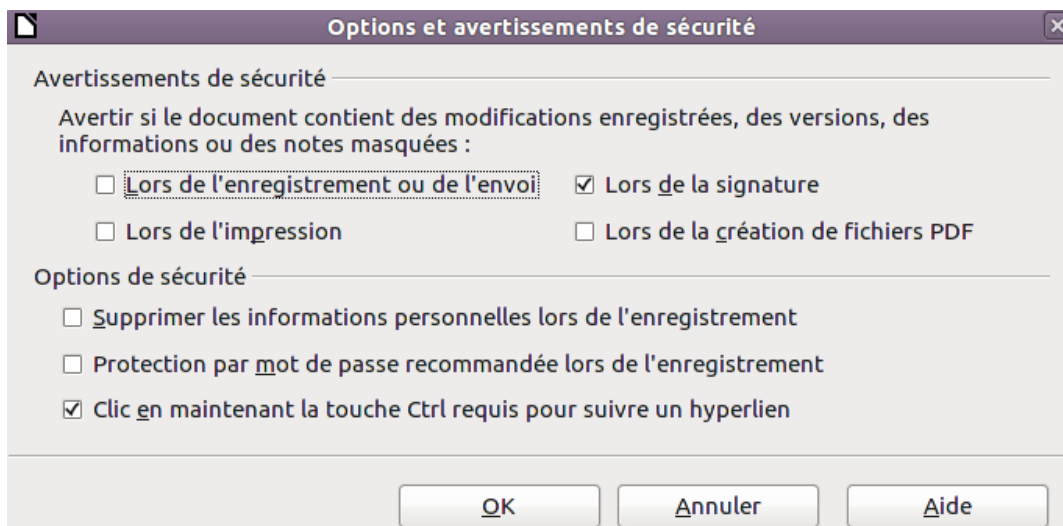 Options et avertissements de sécurité
Avertissements de sécurité
Avertir si le document contient des modifications enregistrées, des versions, des
informations ou des notes masquées :
Lors de l'enregistrement ou de l'envoi
Lors de la signature
Lors de l'impression
Lors de la création de fichiers PDF
Options de sécurité
Supprimer les informations personnelles lors de l'enregistrement
Protection par mot de passe recommandée lors de l'enregistrement
Clic en maintenant la touche Ctrl requis pour suivre un hyperlien
OK
Annuler
Aide